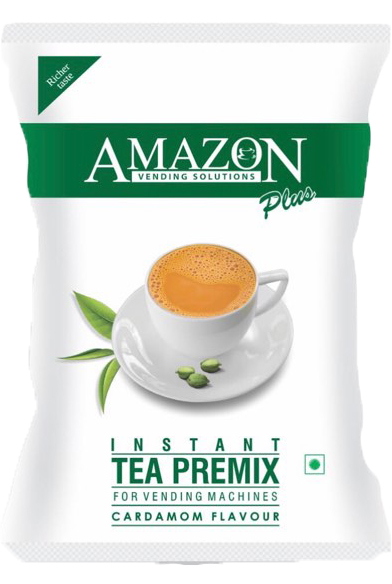 Richer
taste
AMAZON
VENDING SOLUTIONS
Plus
INSTANT
TEA PREMIX
FOR VENDING MACHINES
CARDAMOM FLAVOUR